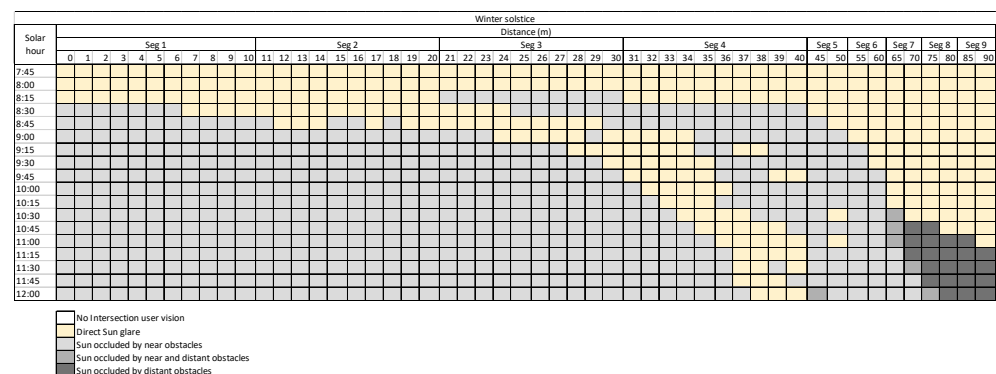 Winter solstice
Solar hour
Distance (m)
Seg 1 Seg 2 Seg 3 Seg 4 Seg 5 Seg 6 Seg 7 Seg 8 Seg 9
0 1 2 3 4 5 6 7 8 9 10 11 12 13 14 15 16 17 18 19 20 21 22 23 24 25 26 27 28 29 30 31 32 33 34 35 36 37 38 39 40 45 50 55 60 65 70 75 80 85 90
7:45
8:00
8:15
8:30
8:45
9:00
9:15
9:30
9:45
10:00
10:15
10:30
10:45
11:00
11:15
11:30
11:45
12:00
No Intersection user vision
Direct Sun glare
Sun occluded by near obstacles
Sun occluded by near and distant obstacles
Sun occluded by distant obstacles